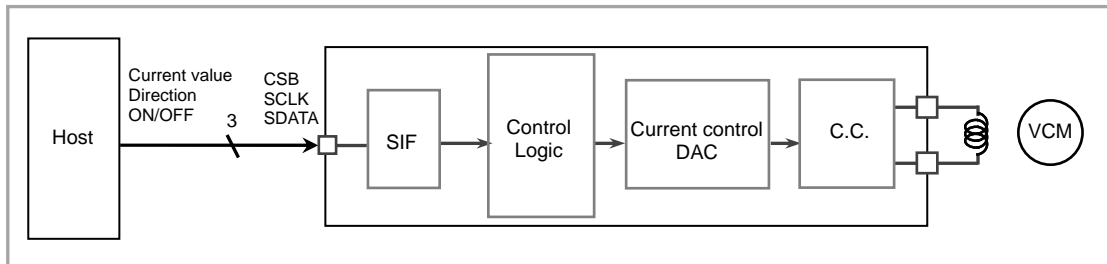 Host
Current value
Direction
ON/OFF
3
CSB
SCLK
SDATA
SIF
Control
Logic
Current control
DAC
C.C.
VCM